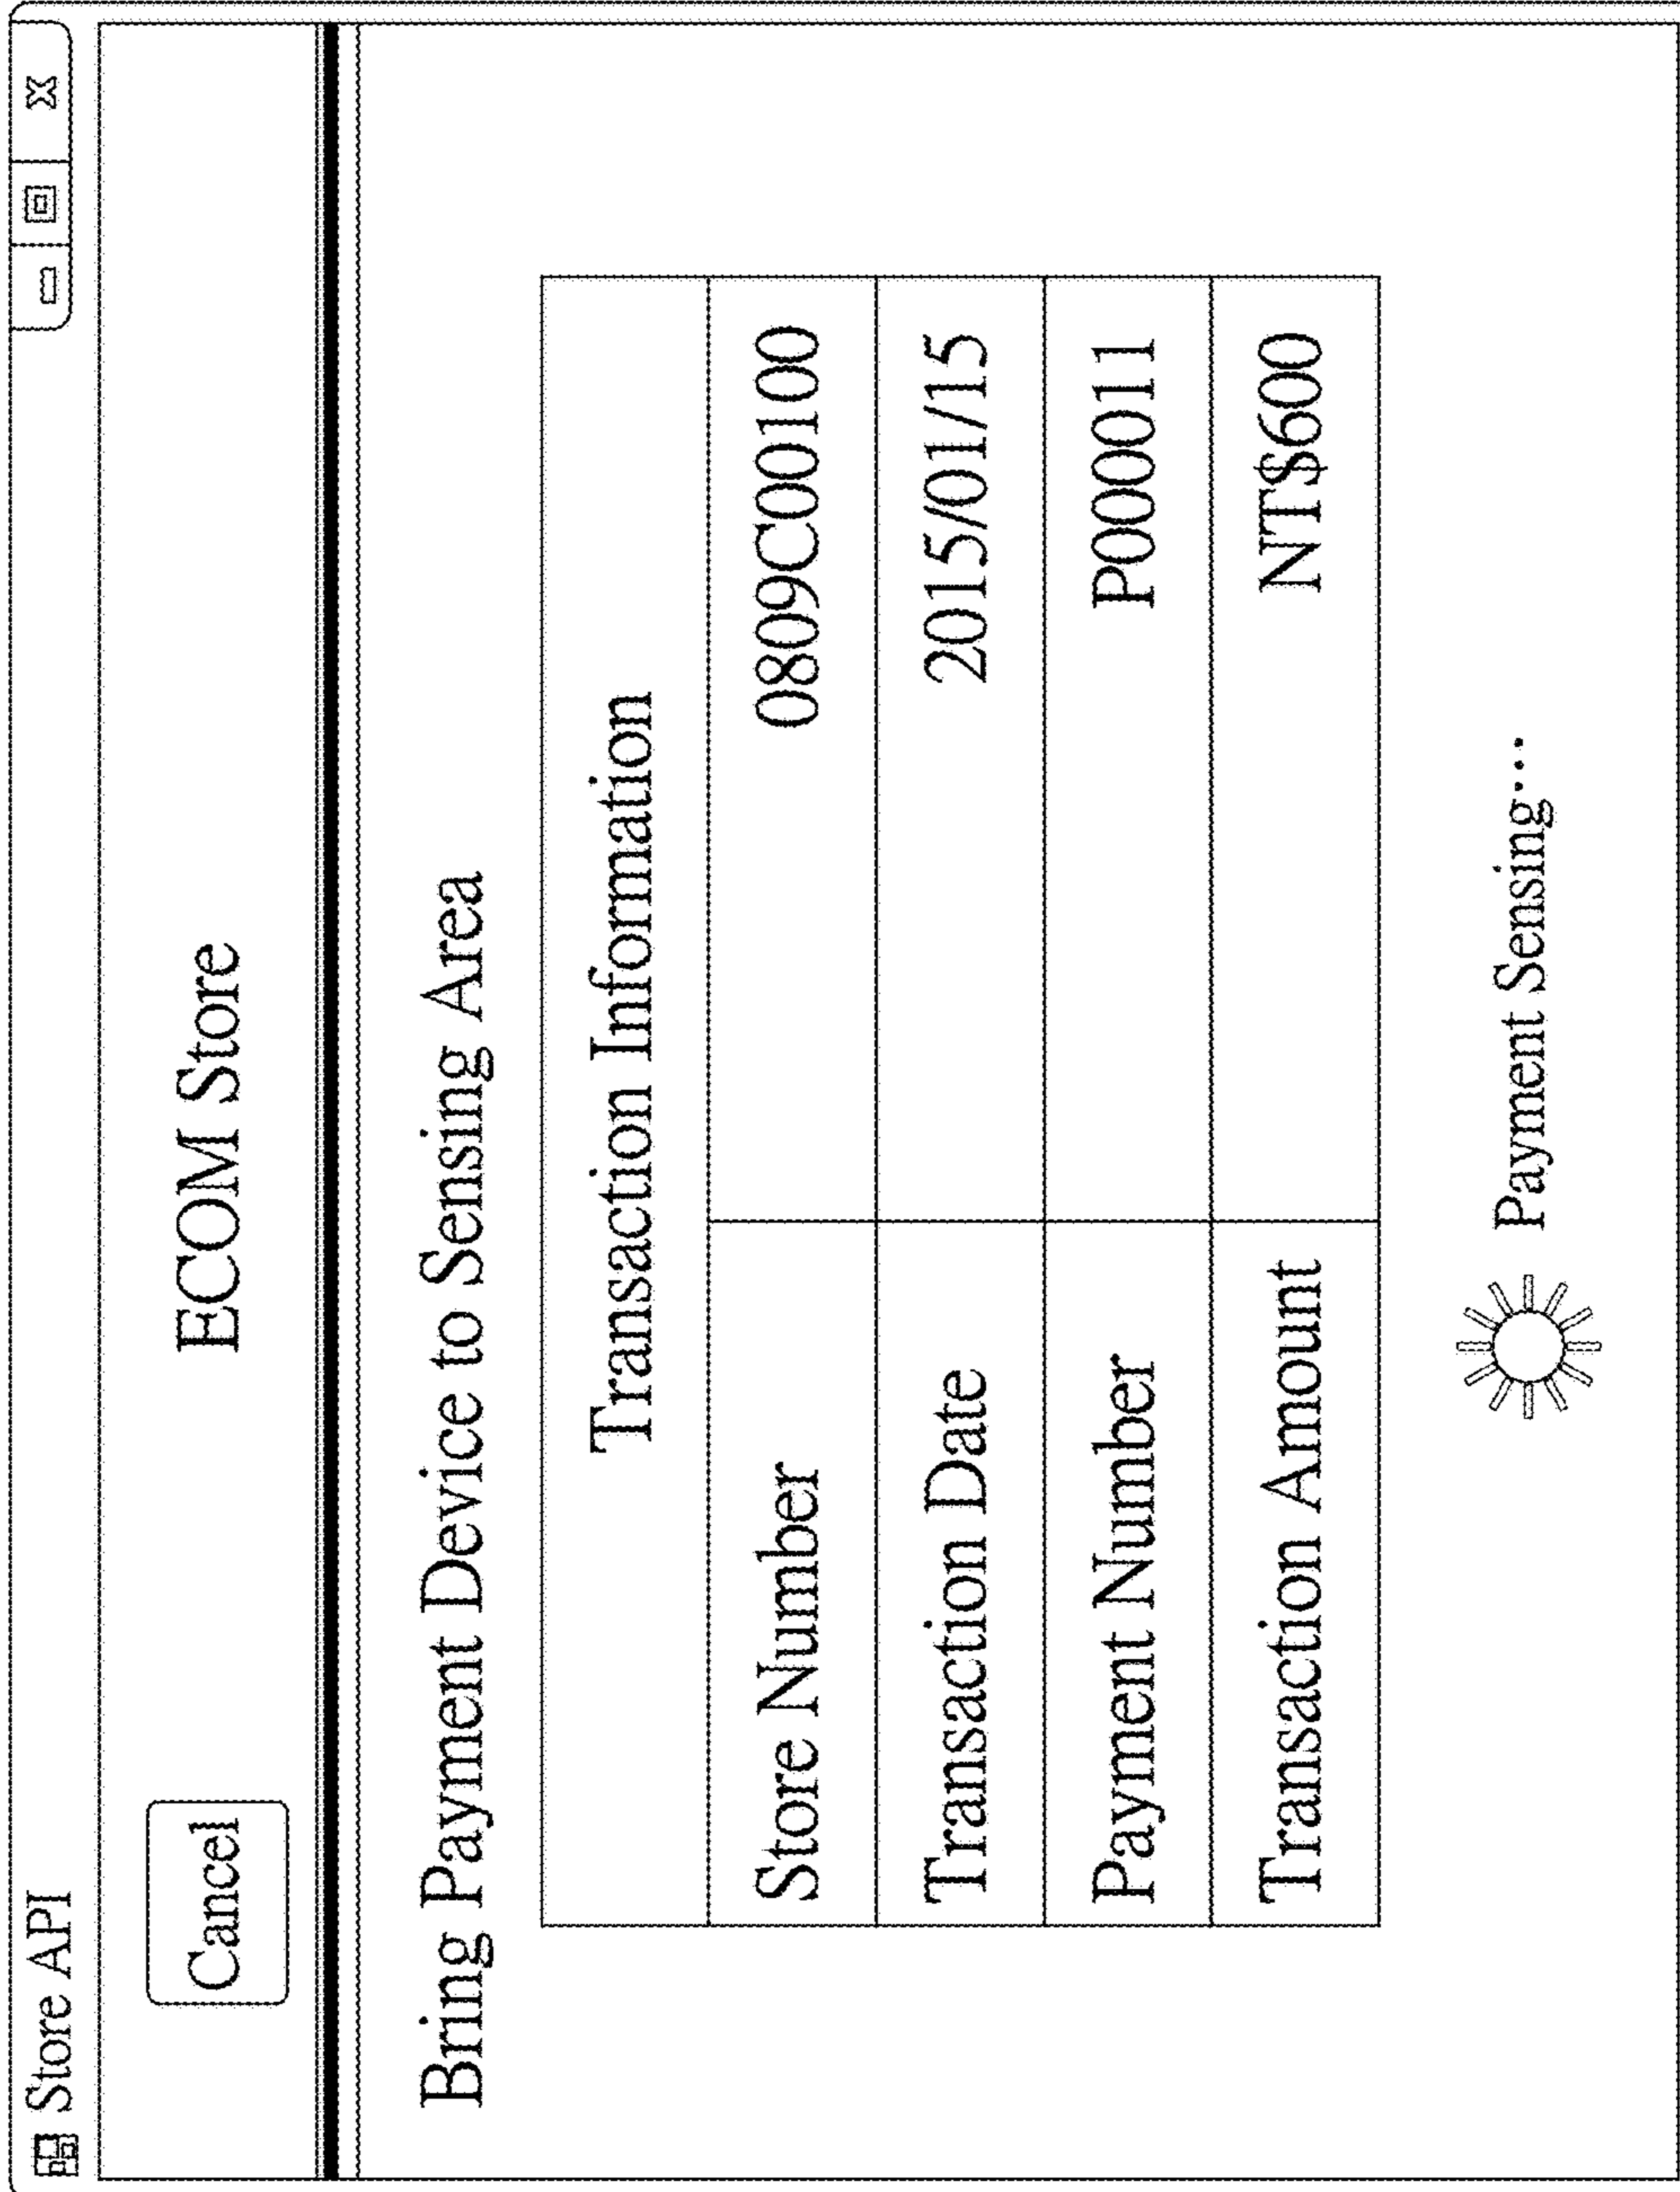 Store API
X
Cancel
ECOM Store
Bring Payment Device to Sensing Area
Transaction Information
Store Number 0809C00100
Transaction Date 2015/01/15
Payment Number P000011
Transaction Amount NT$600
Payment Sensing...